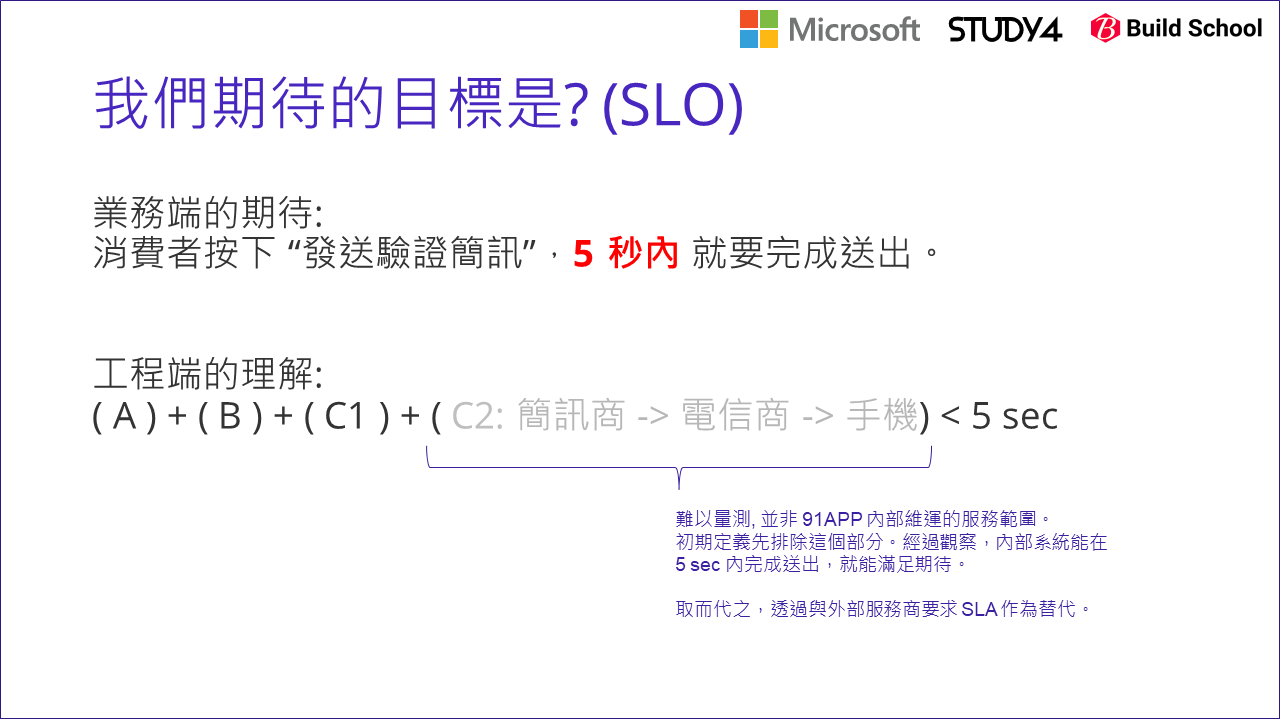 Microsoft STUDY4 Build School
我們期待的目標是? (SLO)
業務端的期待:
消費者按下 “發送驗證簡訊”，5 秒內 就要完成送出。
工程端的理解:
( A ) + ( B ) + ( C1 ) + ( C2: 簡訊商 -> 電信商 -> 手機) < 5 sec
難以量測, 並非 91APP 內部維運的服務範圍。
初期定義先排除這個部分。經過觀察，內部系統能在
5 sec 內完成送出，就能滿足期待。
取而代之，透過與外部服務商要求 SLA 作為替代。